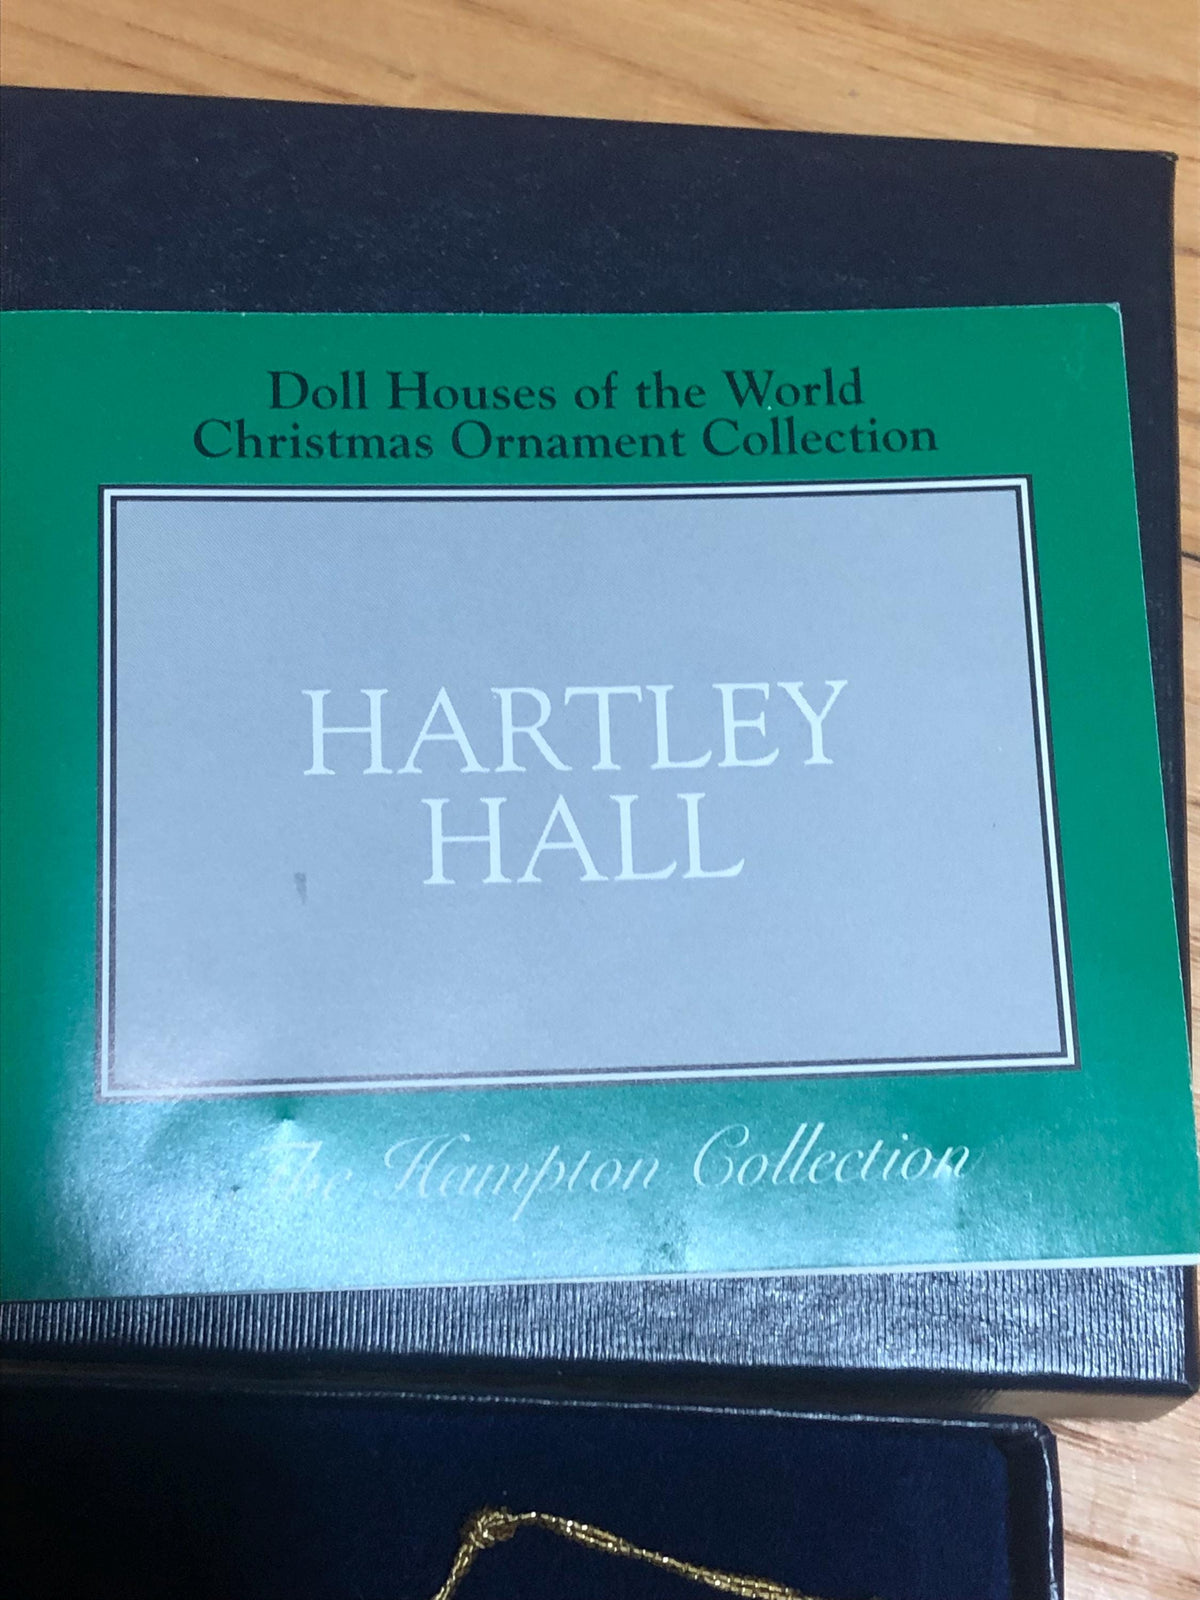 Doll Houses of the World
Christmas Ornament Collection
HARTLEY
HALL
The Hampton Collection